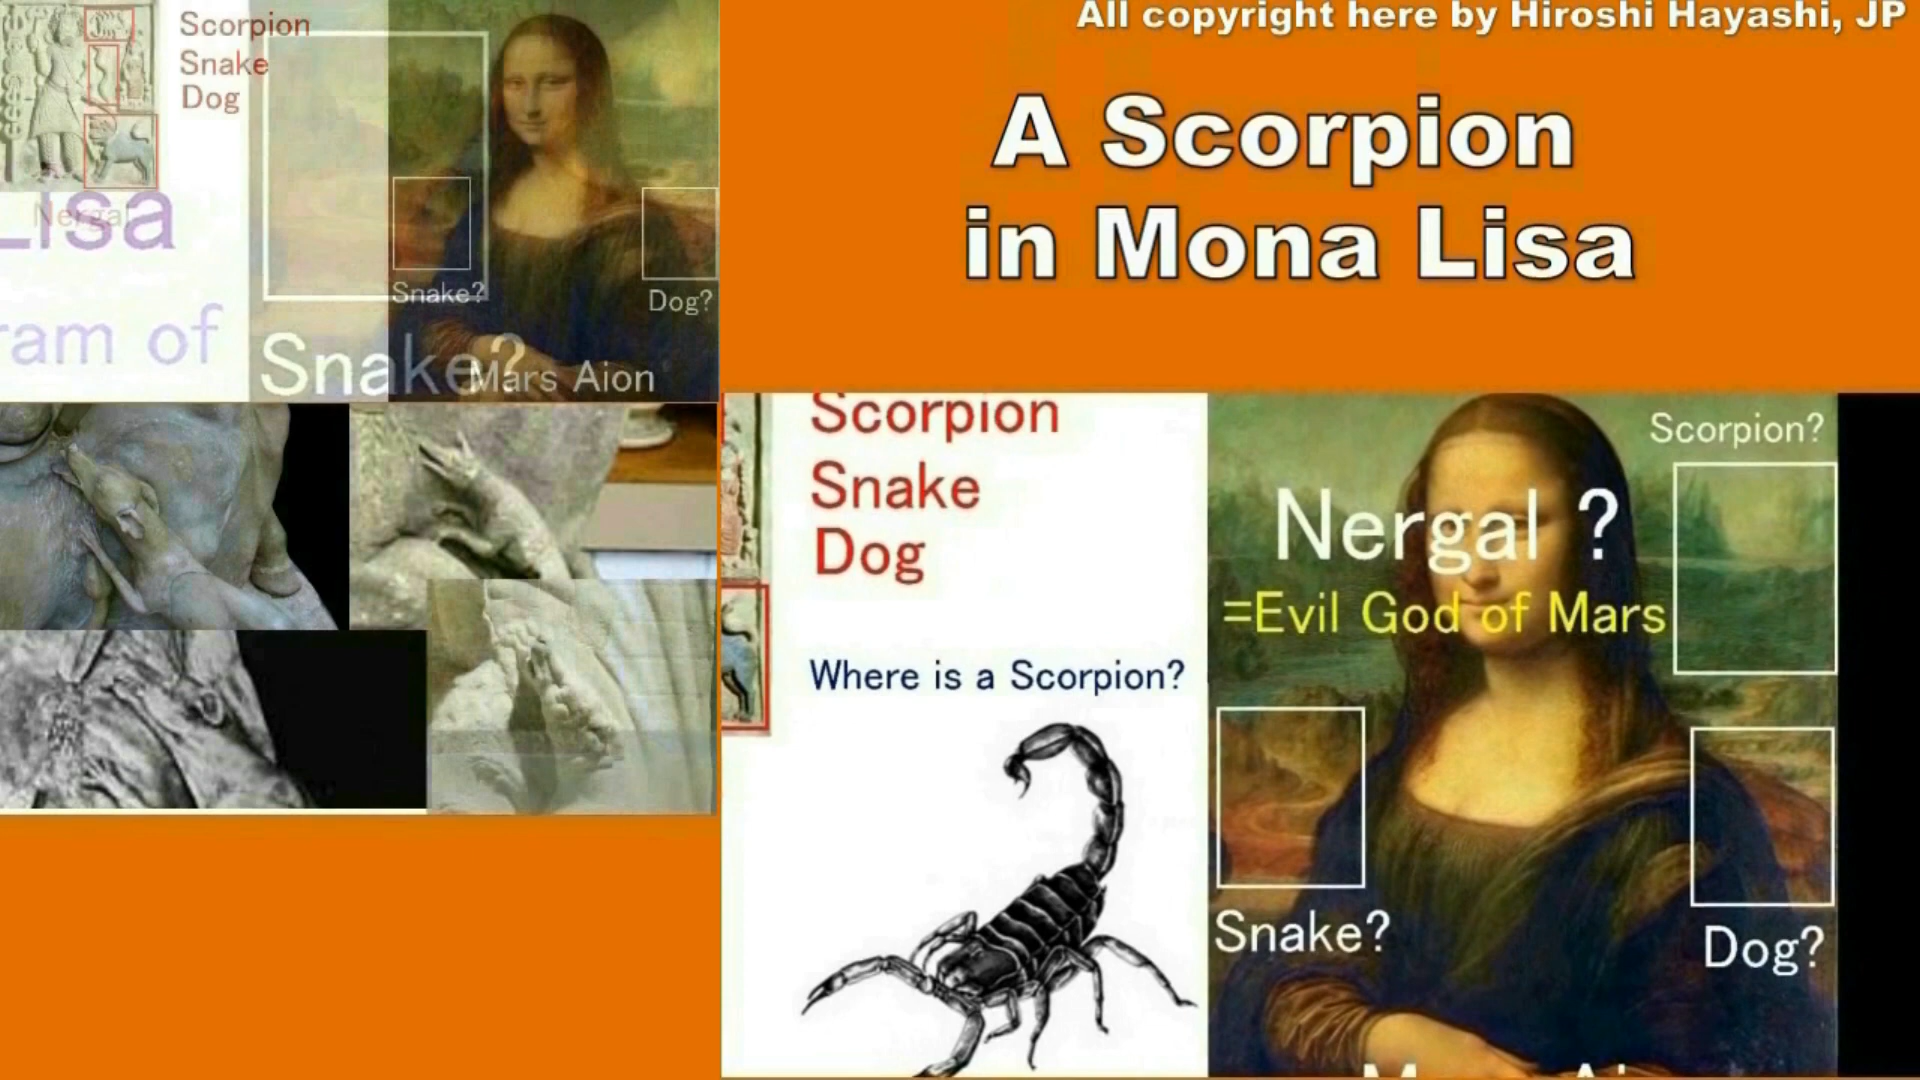 All copyright here by Hiroshi Hayashi, JP
A Scorpion
in Mona Lisa
Scorpion
Snake
Dog
Nergal
Lisa
ram of
Snake?
Dog?
Snake?
Mars Aion
Scorpion
Snake
Dog
Where is a Scorpion?
Scorpion?
Nergal ?
=Evil God of Mars
Snake?
Dog?